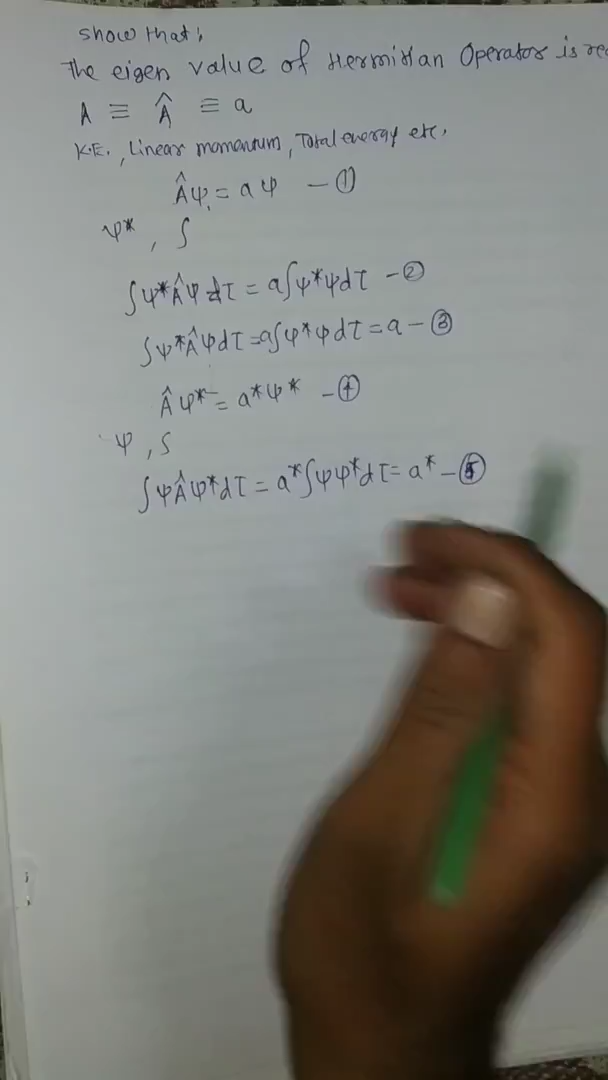 Show that,
The eigen value of Hermitian Operator is
A ≡ Â ≡ a
K.E., Linear momentum, Total energy etc.
Âψ = aψ — ①
ψ*, ∫
∫ψ*Âψdτ = a∫ψ*ψdτ — ②
∫ψ*Âψdτ = a∫ψ*ψdτ = a — ③
Âψ* = a*ψ* — ④
ψ, ∫
∫ψÂψ*dτ = a*∫ψψ*dτ = a* — ⑤